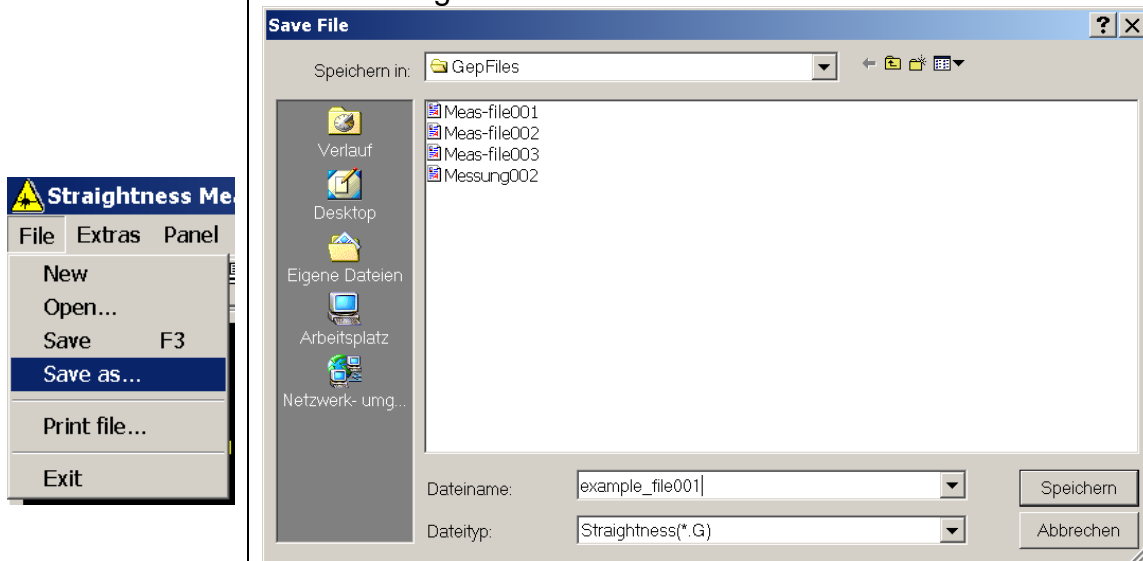 Straightness Me
File Extras Panel
New
Open...
Save F3
Save as...
Print file...
Exit
Save File
Speichern in: GepFiles
Verlauf
Desktop
Eigene Dateien
Arbeitsplatz
Netzwerk- umg...
Meas-file001
Meas-file002
Meas-file003
Messung002
Dateiname: example_file001 Speichern
Dateityp: Straightness(*.G) Abbrechen